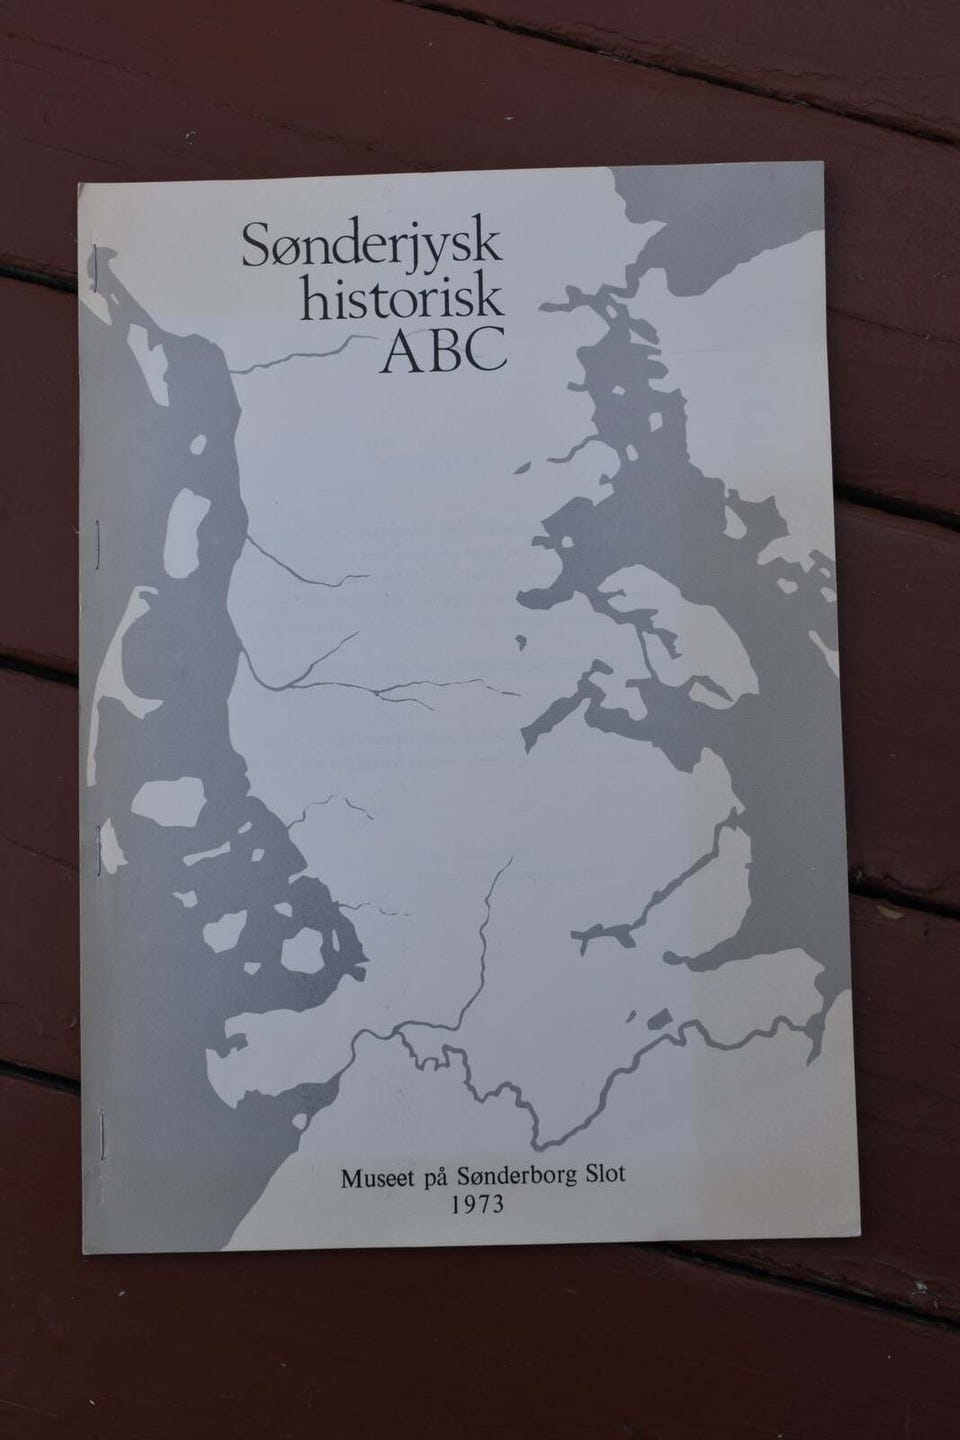 Sønderjysk
historisk
ABC
Museet på Sønderborg Slot
1973